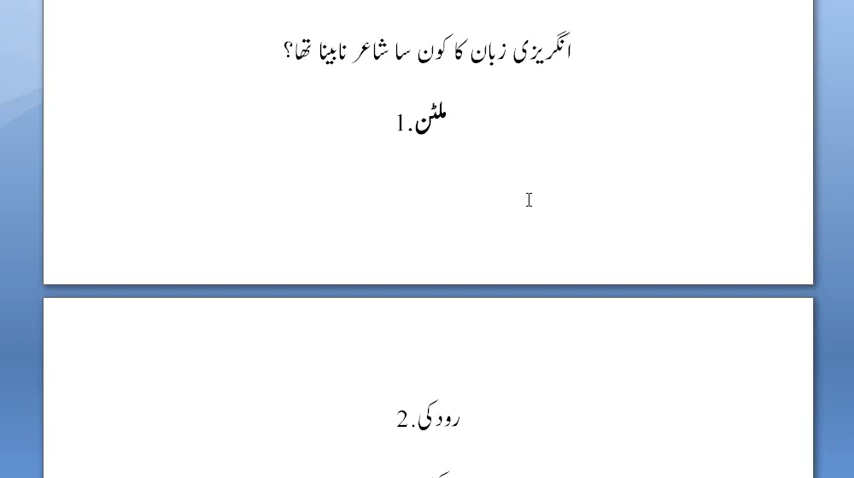 انگریزی زبان کا کون سا شاعر نابینا تھا؟
1.ملٹن
2.رودکی